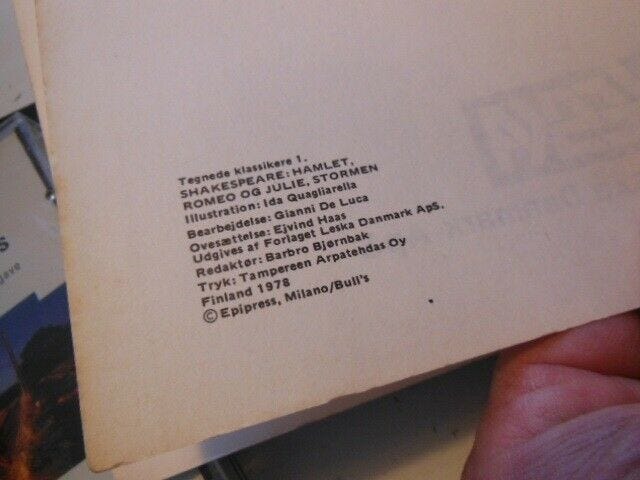 Tegnede klassikere 1.
SHAKESPEARE: HAMLET,
ROMEO OG JULIE, STORMEN
Illustration: Ida Quagliarella
Bearbejdelse: Gianni De Luca
Ovesættelse: Ejvind Haas
Udgives af Forlaget Leska Danmark ApS.
Redaktør: Barbro Bjørnbak
Tryk: Tampereen Arpatehdas Oy
Finland 1978
© Epipress, Milano/Bull's